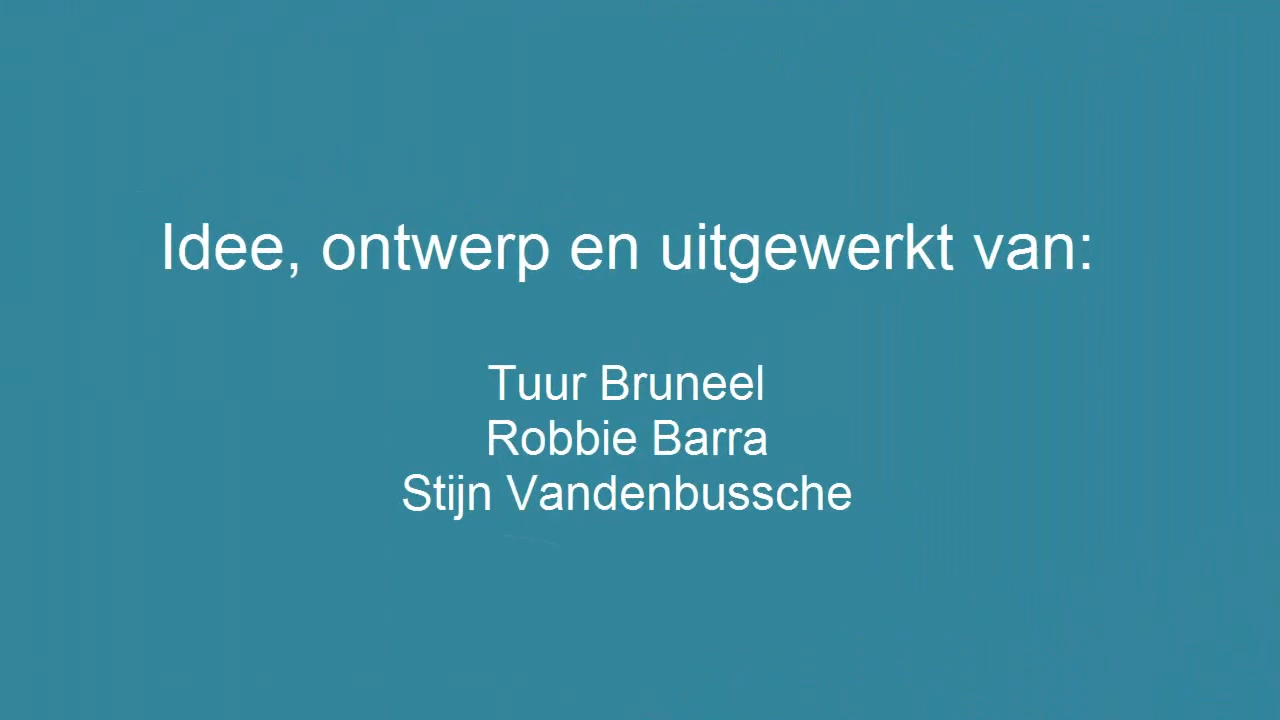 Idee, ontwerp en uitgewerkt van:
Tuur Bruneel
Robbie Barra
Stijn Vandenbussche